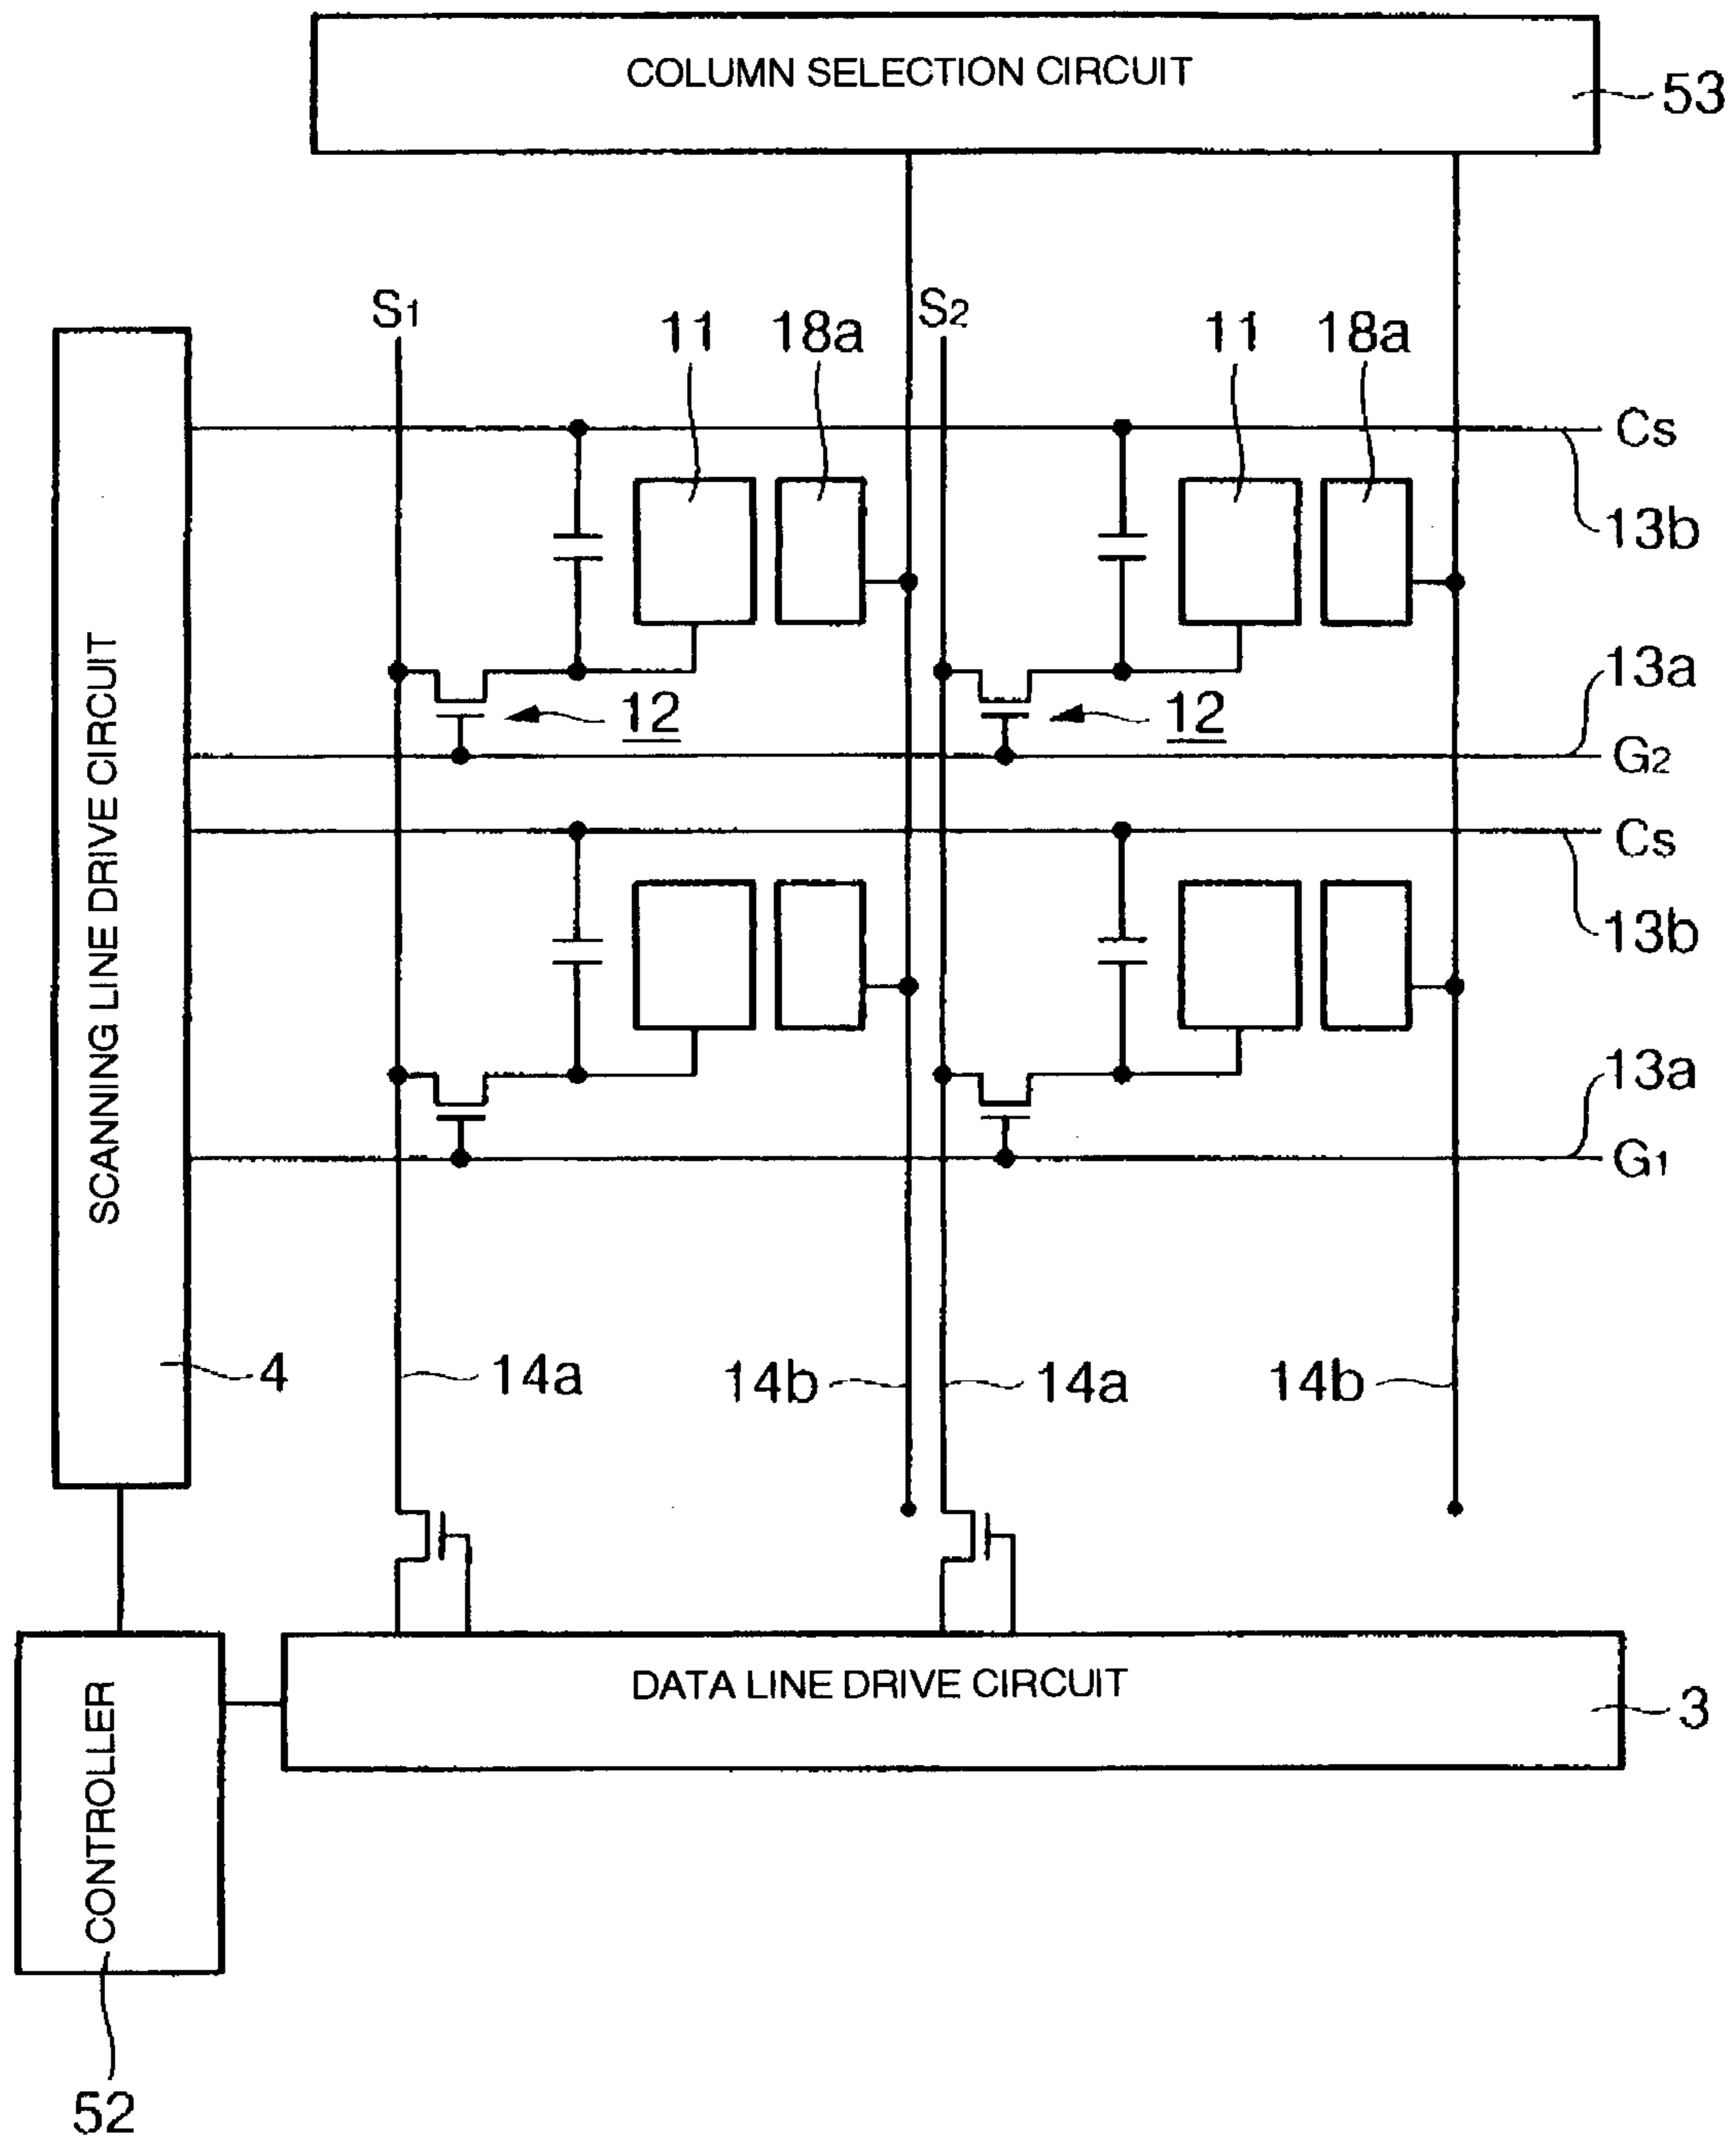 COLUMN SELECTION CIRCUIT
53
S1
11
18a
S2
11
18a
Cs
13b
13a
12
12
G2
Cs
13b
13a
G1
SCANNING LINE DRIVE CIRCUIT
4
14a
14b
14a
14b
DATA LINE DRIVE CIRCUIT
3
CONTROLLER
52